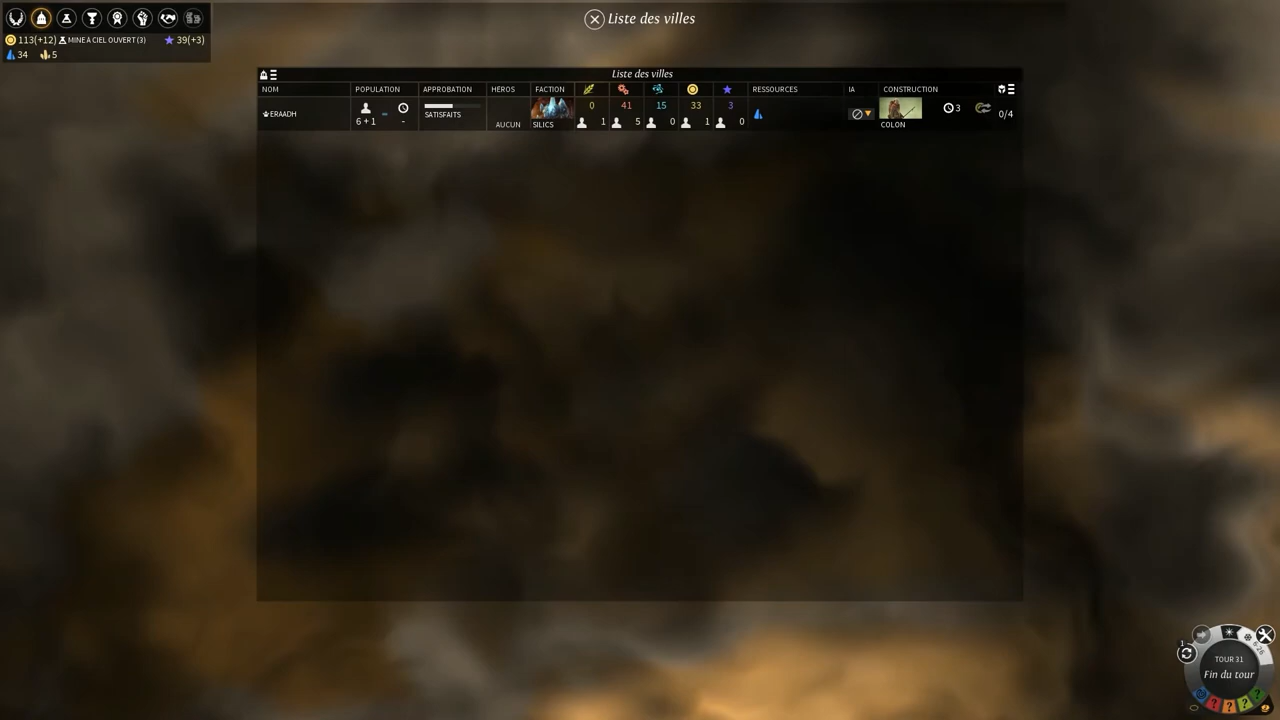 Liste des villes
113(+12) MINE A CIEL OUVERT (3) 39(+3)
34 5
Liste des villes
NOM POPULATION APPROBATION HÉROS FACTION RESSOURCES IA CONSTRUCTION
ERAADH 6 + 1 - SATISFAITS AUCUN SILICS 0 41 15 33 3 COLON 3 0/4
1 5 0 1 0
1
TOUR 31
Fin du tour